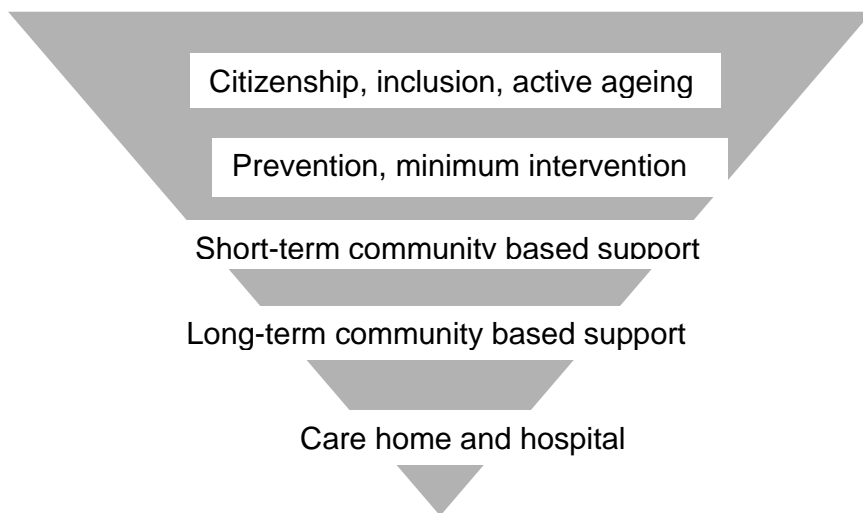 Citizenship, inclusion, active ageing
Prevention, minimum intervention
Short-term community based support
Long-term community based support
Care home and hospital